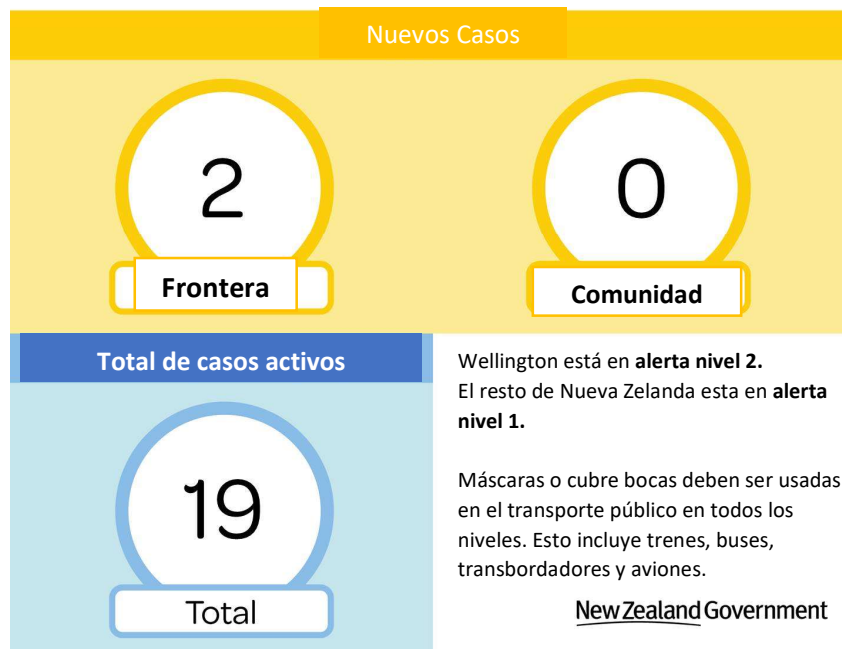 Nuevos Casos
2
0
Frontera
Comunidad
Total de casos activos
19
Total
Wellington está en alerta nivel 2.
El resto de Nueva Zelanda esta en alerta
nivel 1.
Máscaras o cubre bocas deben ser usadas
en el transporte público en todos los
niveles. Esto incluye trenes, buses,
transbordadores y aviones.
New Zealand Government